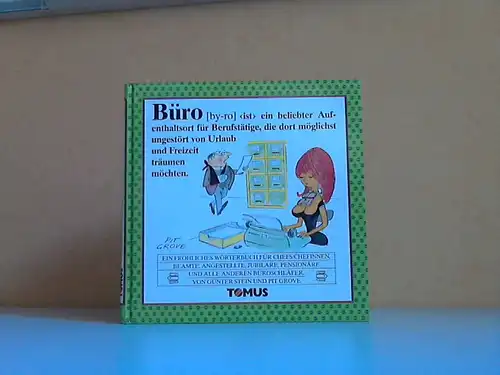 Büro [by-ro] ‹ist› ein beliebter Auf-
enthaltsort für Berufstätige, die dort möglichst
ungestört von Urlaub
und Freizeit
träumen
möchten.
PIT
GROVE
EIN FRÖHLICHES WÖRTERBUCH FÜR CHEFS, CHEFINNEN,
BEAMTE, ANGESTELLTE, JUBILARE, PENSIONÄRE
UND ALLE ANDEREN BÜROSCHLÄFER,
VON GÜNTER STEIN UND PIT GROVE
TOMUS